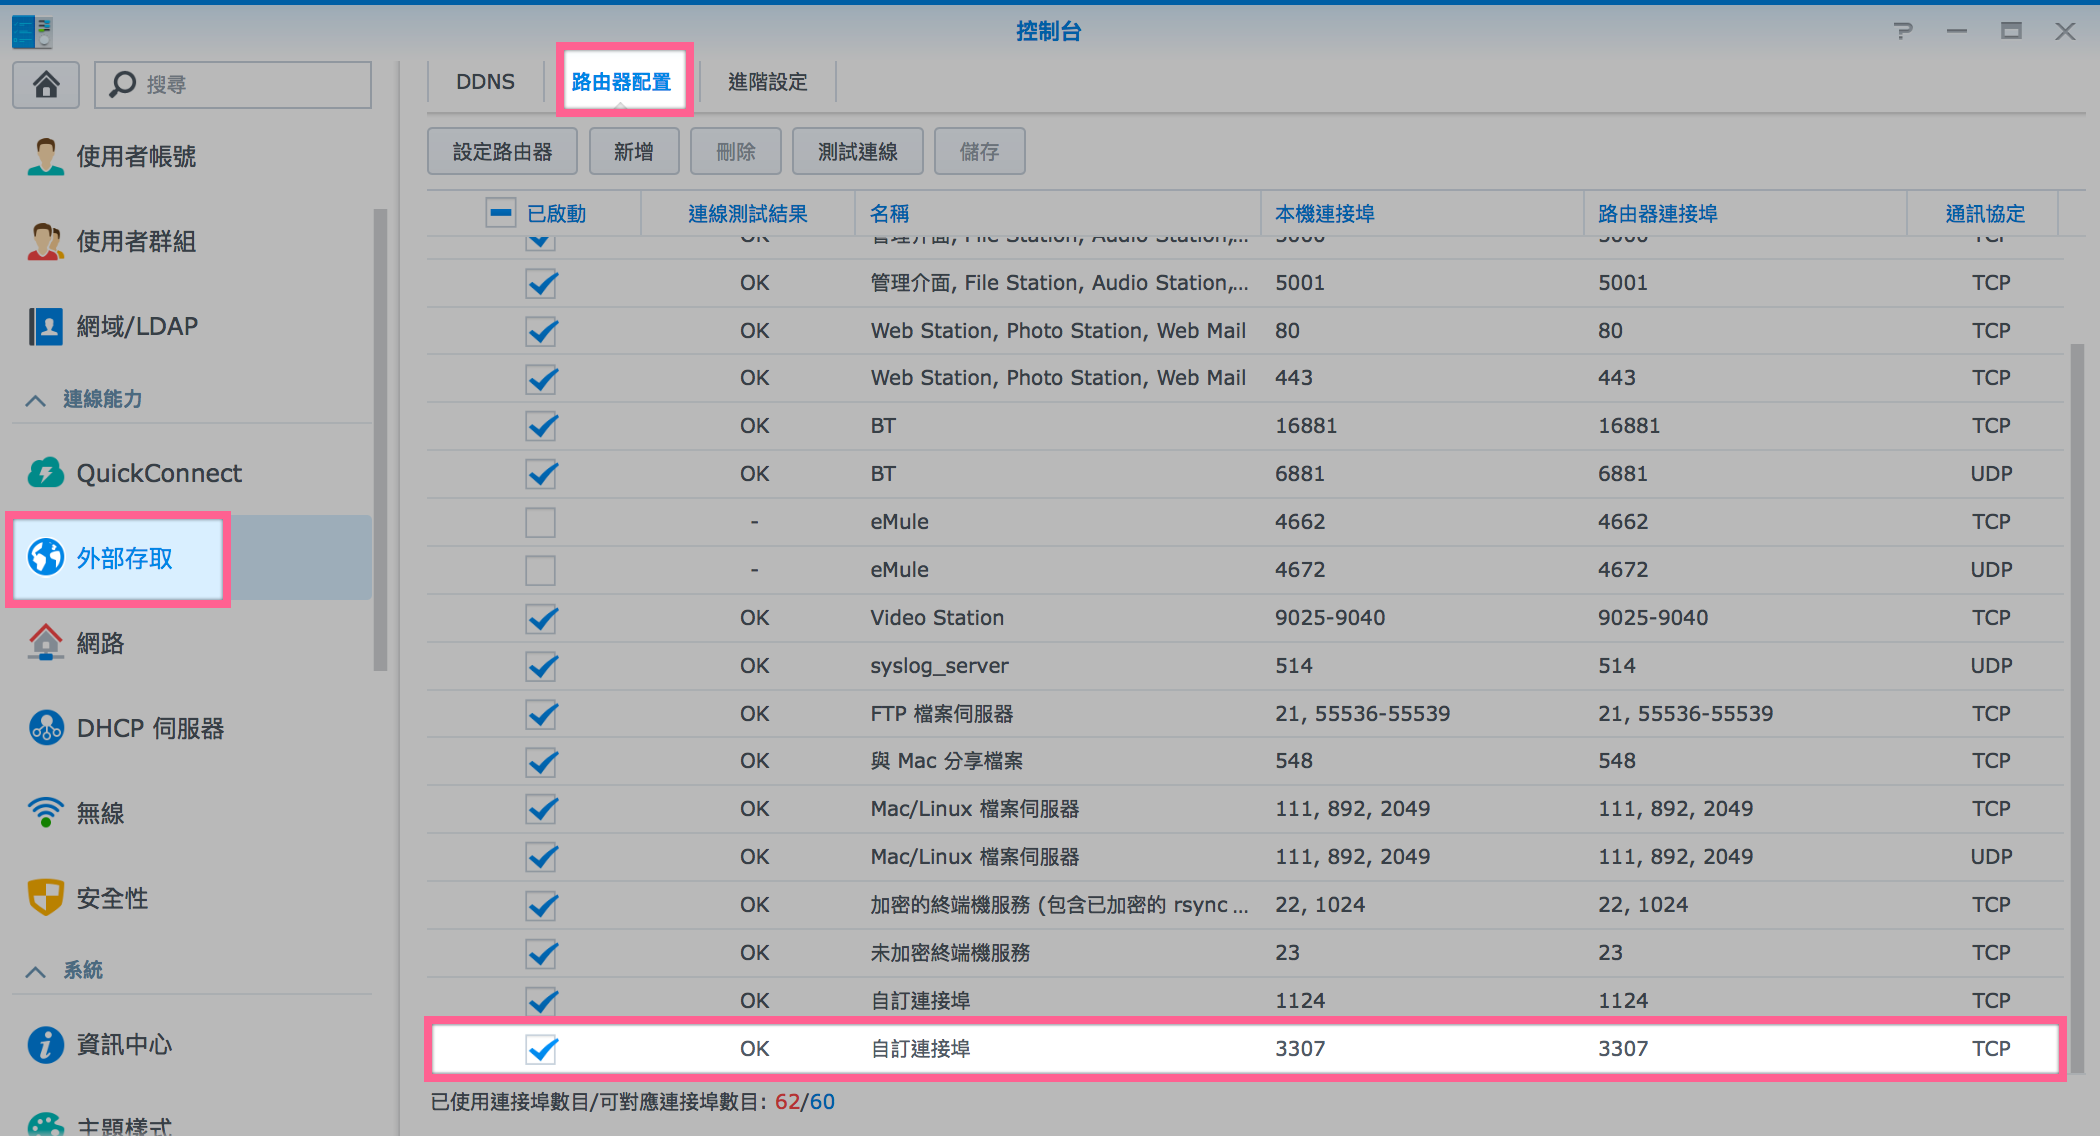 控制台
搜尋
使用者帳號
使用者群組
網域/LDAP
連線能力
QuickConnect
外部存取
網路
DHCP 伺服器
無線
安全性
系統
資訊中心
主題樣式
DDNS 路由器配置 進階設定
設定路由器 新增 刪除 測試連線 儲存
已啟動 連線測試結果 名稱 本機連接埠 路由器連接埠 通訊協定
OK 管理介面, File Station, Audio Station,... 5000 5000 TCP
OK 管理介面, File Station, Audio Station,... 5001 5001 TCP
OK Web Station, Photo Station, Web Mail 80 80 TCP
OK Web Station, Photo Station, Web Mail 443 443 TCP
OK BT 16881 16881 TCP
OK BT 6881 6881 UDP
- eMule 4662 4662 TCP
- eMule 4672 4672 UDP
OK Video Station 9025-9040 9025-9040 TCP
OK syslog_server 514 514 UDP
OK FTP 檔案伺服器 21, 55536-55539 21, 55536-55539 TCP
OK 與 Mac 分享檔案 548 548 TCP
OK Mac/Linux 檔案伺服器 111, 892, 2049 111, 892, 2049 TCP
OK Mac/Linux 檔案伺服器 111, 892, 2049 111, 892, 2049 UDP
OK 加密的終端機服務 (包含已加密的 rsync ... 22, 1024 22, 1024 TCP
OK 未加密終端機服務 23 23 TCP
OK 自訂連接埠 1124 1124 TCP
OK 自訂連接埠 3307 3307 TCP
已使用連接埠數目/可對應連接埠數目: 62/60